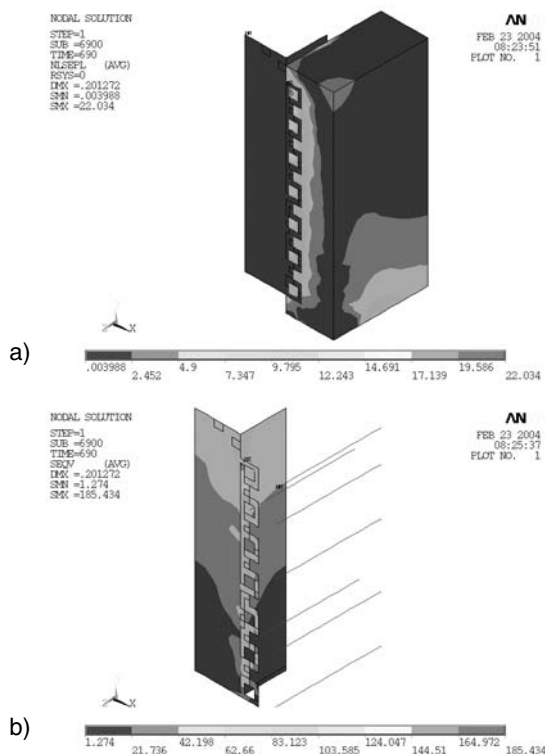 NODAL SOLUTION
STEP=1
SUB =6900
TIME=690
NLSEPL (AVG)
RSYS=0
DMX =.201272
SMN =.003988
SMX =22.034
AN
FEB 23 2004
08:23:51
PLOT NO. 1
Z X
a)
.003988 4.9 9.795 14.691 19.586
2.452 7.347 12.243 17.139 22.034
NODAL SOLUTION
STEP=1
SUB =6900
TIME=690
SEQV (AVG)
DMX =.201272
SMN =1.274
SMX =185.434
AN
FEB 23 2004
08:25:37
PLOT NO. 1
Z X
b)
1.274 42.198 83.123 124.047 164.972
21.736 62.66 103.585 144.51 185.434